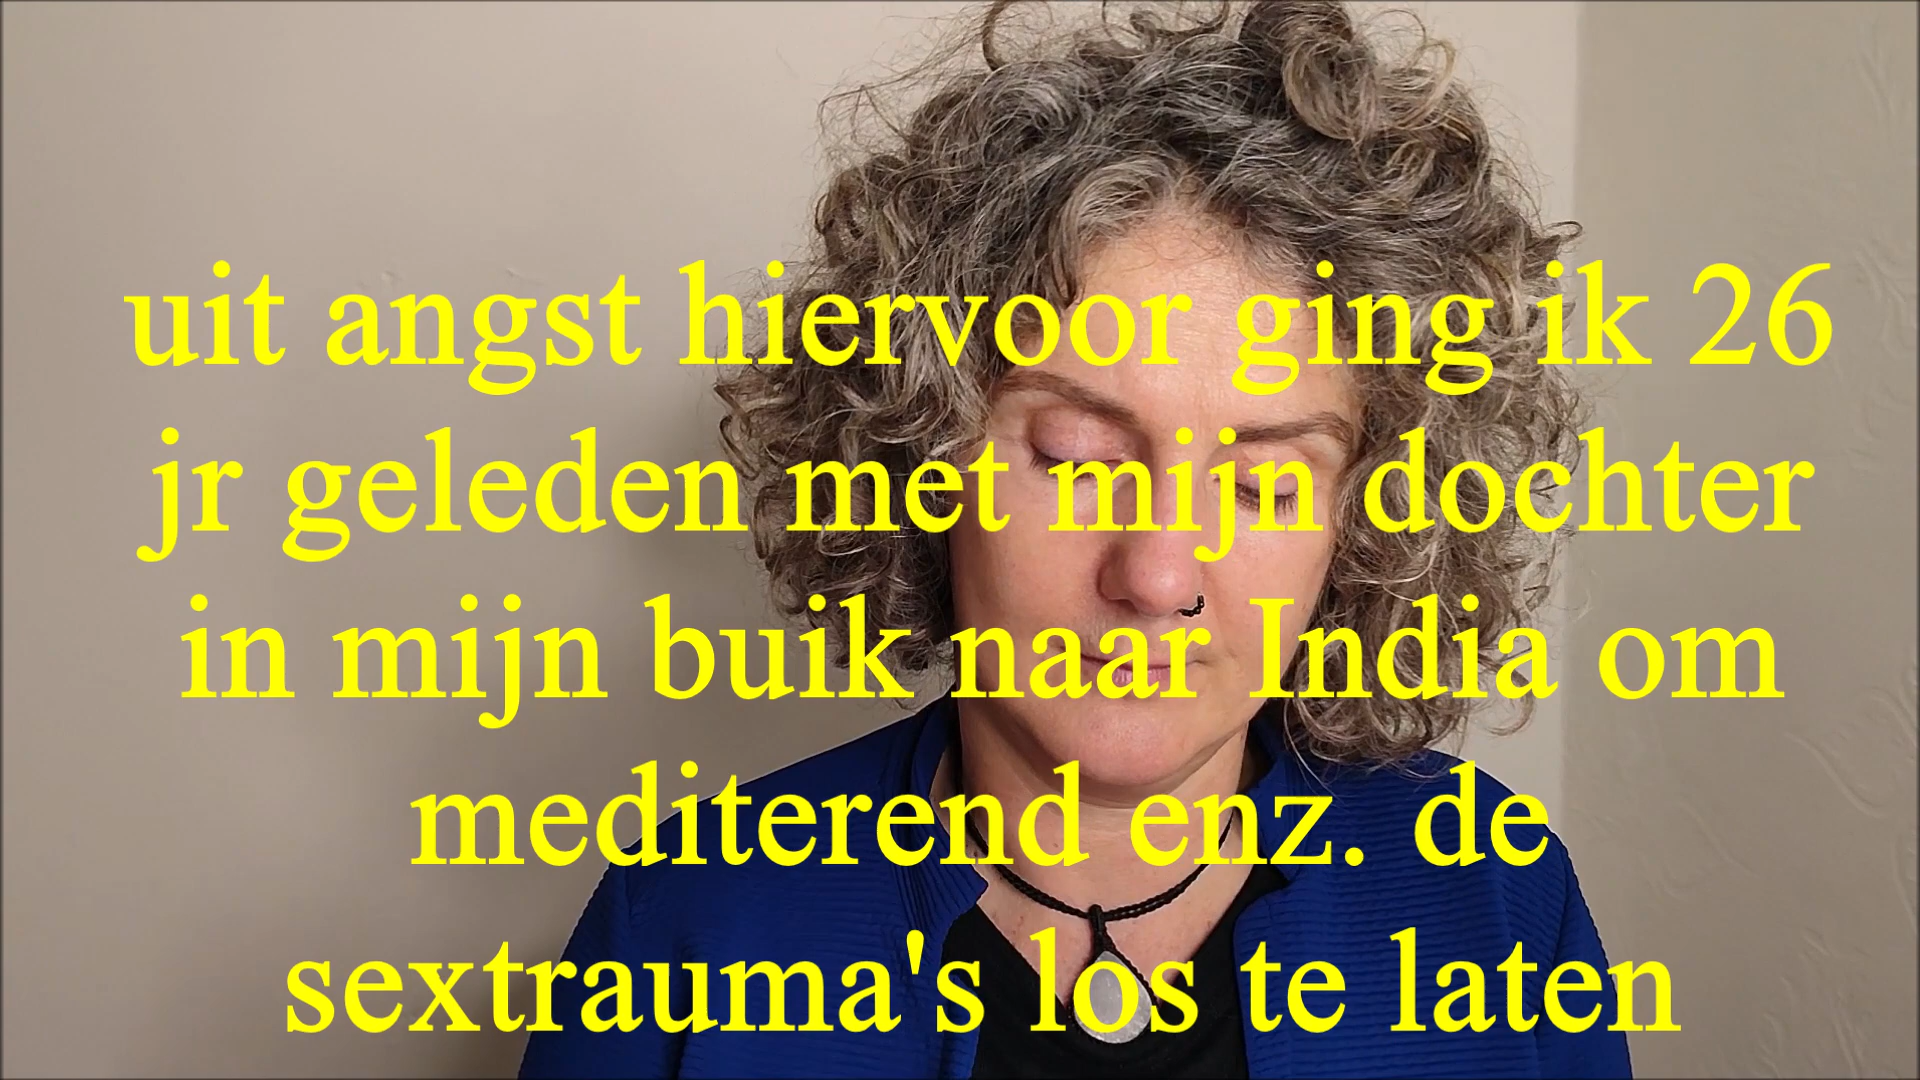 uit angst hiervoor ging ik 26
jr geleden met mijn dochter
in mijn buik naar India om
mediterend enz. de
sextrauma's los te laten